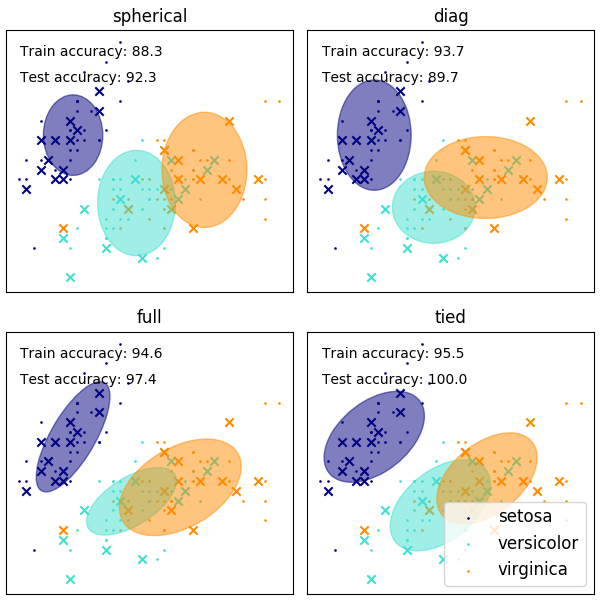 spherical
Train accuracy: 88.3
Test accuracy: 92.3
diag
Train accuracy: 93.7
Test accuracy: 89.7
full
Train accuracy: 94.6
Test accuracy: 97.4
tied
Train accuracy: 95.5
Test accuracy: 100.0
setosa
versicolor
virginica